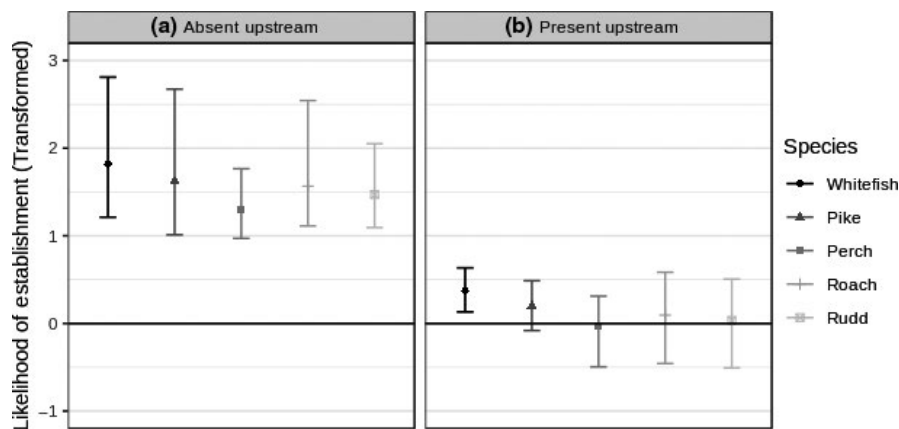 (a) Absent upstream
(b) Present upstream
Likelihood of establishment (Transformed)
3
2
1
0
−1
Species
Whitefish
Pike
Perch
Roach
Rudd